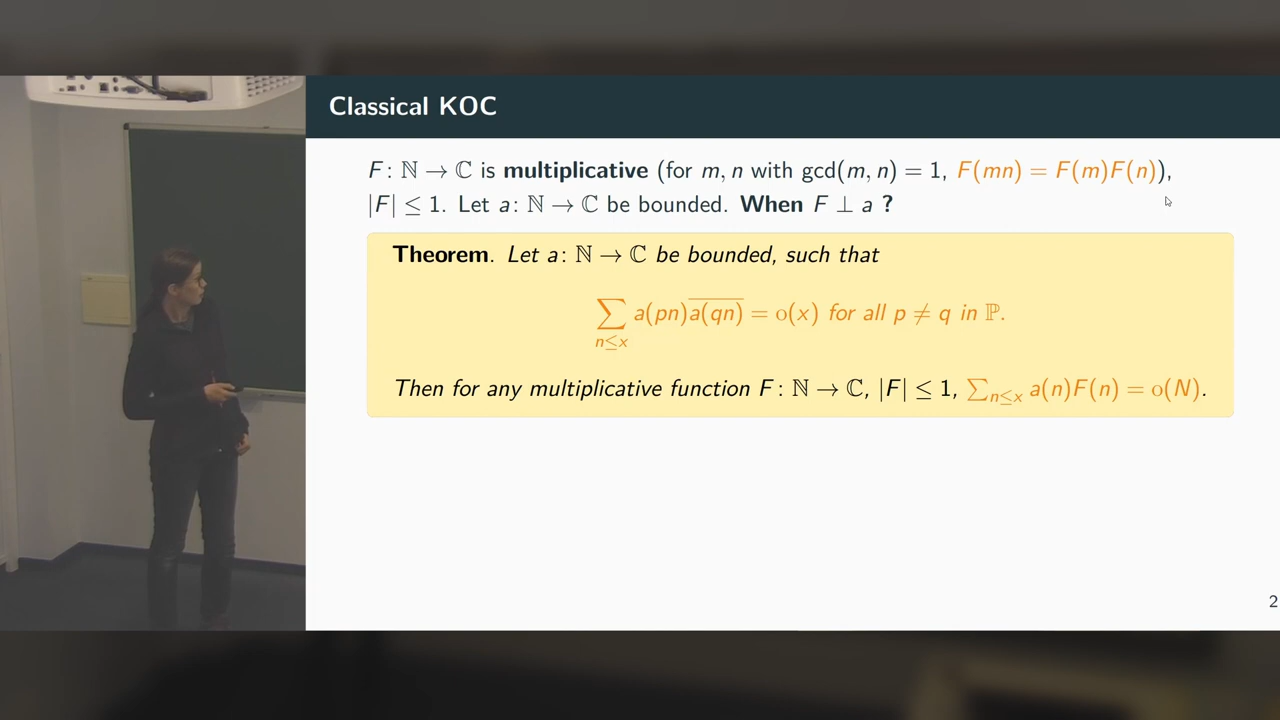 Classical KOC
F: ℕ → ℂ is multiplicative (for m, n with gcd(m, n) = 1, F(mn) = F(m)F(n)),
|F| ≤ 1. Let a: ℕ → ℂ be bounded. When F ⊥ a ?
Theorem. Let a: ℕ → ℂ be bounded, such that
∑_{n≤x} a(pn)\overline{a(qn)} = o(x) for all p ≠ q in ℙ.
Then for any multiplicative function F: ℕ → ℂ, |F| ≤ 1, ∑_{n≤x} a(n)F(n) = o(N).
2